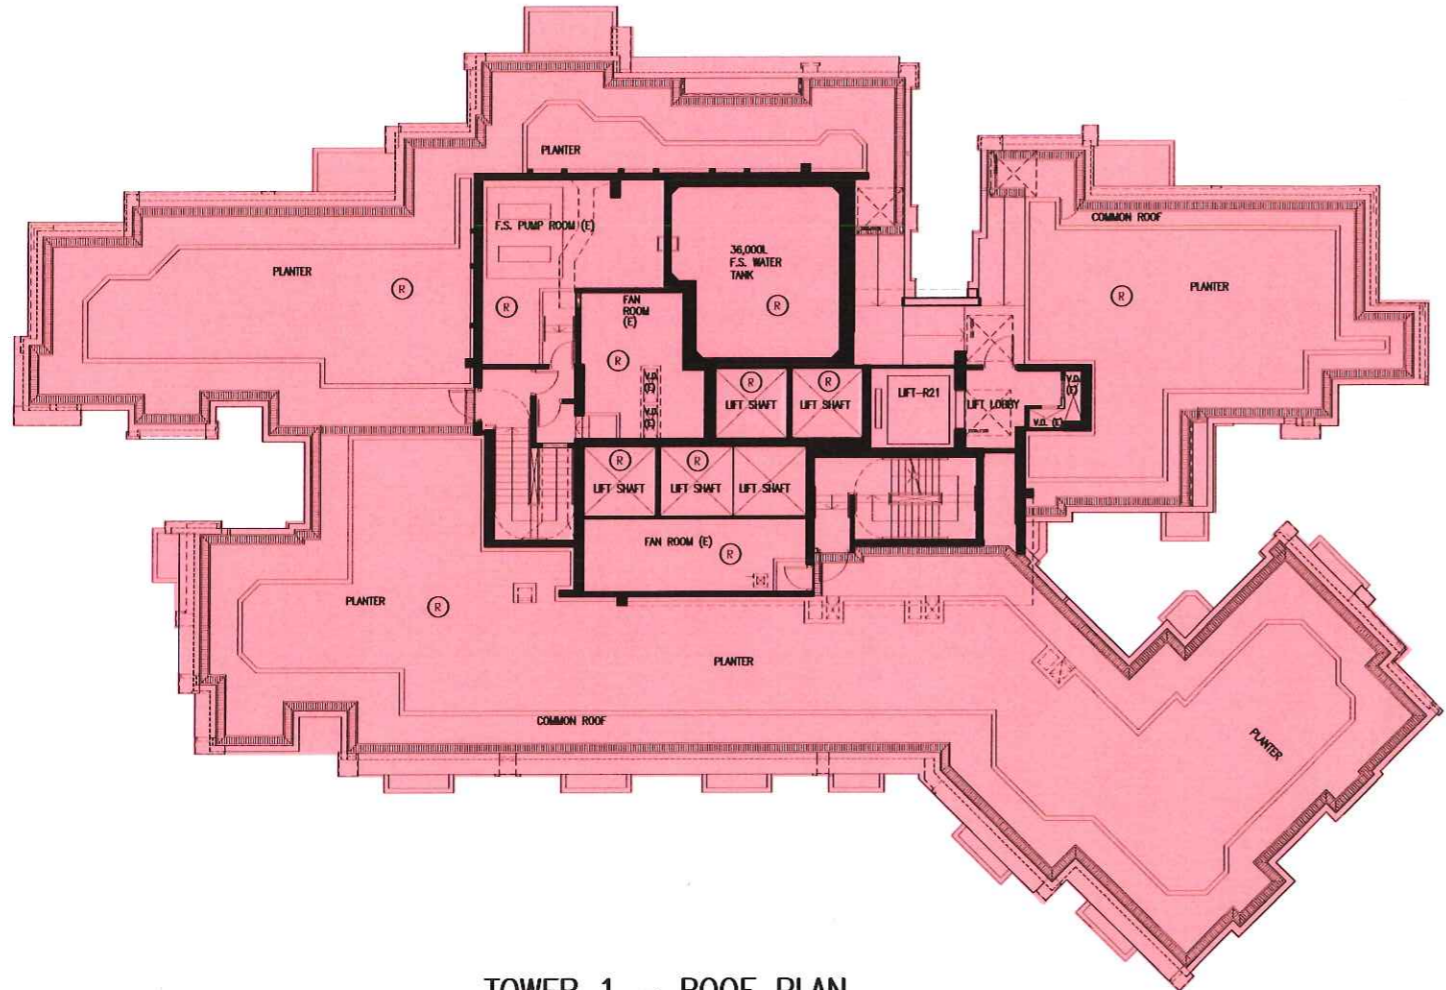 PLANTER
F.S. PUMP ROOM (E)
36,000L
F.S. WATER
TANK
COMMON ROOF
PLANTER
R
PLANTER
R
R
R
R
FAN
ROOM
(E)
R
V.D.
(E)
V.D.
(E)
R
LIFT SHAFT
R
LIFT SHAFT
LIFT-R21
LIFT LOBBY
V.D.
(E)
V.D. (E)
R
LIFT SHAFT
R
LIFT SHAFT
LIFT SHAFT
FAN ROOM (E)
R
PLANTER
R
PLANTER
COMMON ROOF
PLANTER
TOWER 1 - ROOF PLAN